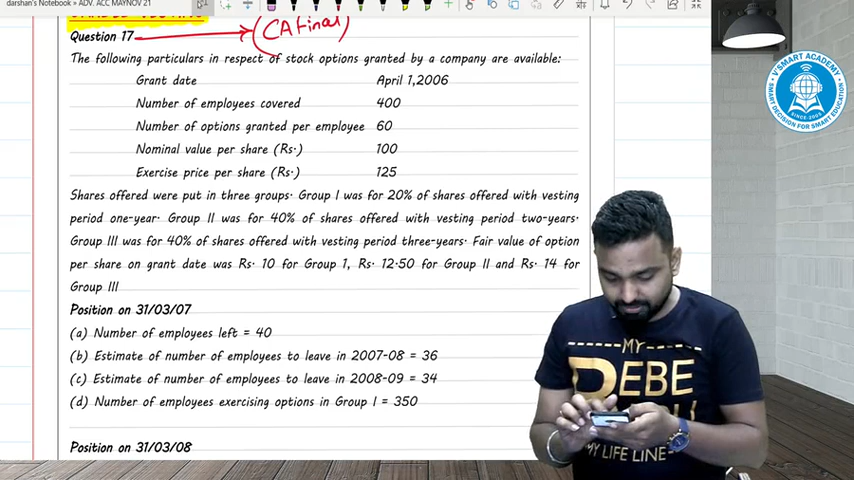 darshan's Notebook » ADV. ACC MAYNOV 21
Question 17
(CA Final)
The following particulars in respect of stock options granted by a company are available:
Grant date April 1,2006
Number of employees covered 400
Number of options granted per employee 60
Nominal value per share (Rs.) 100
Exercise price per share (Rs.) 125
Shares offered were put in three groups. Group I was for 20% of shares offered with vesting
period one-year. Group II was for 40% of shares offered with vesting period two-years.
Group III was for 40% of shares offered with vesting period three-years. Fair value of option
per share on grant date was Rs. 10 for Group 1, Rs. 12.50 for Group II and Rs. 14 for
Group III
Position on 31/03/07
(a) Number of employees left = 40
(b) Estimate of number of employees to leave in 2007-08 = 36
(c) Estimate of number of employees to leave in 2008-09 = 34
(d) Number of employees exercising options in Group I = 350
Position on 31/03/08
V'SMART ACADEMY
SMART DECISION FOR SMART EDUCATION
MY
DEBE
MY LIFE LINE